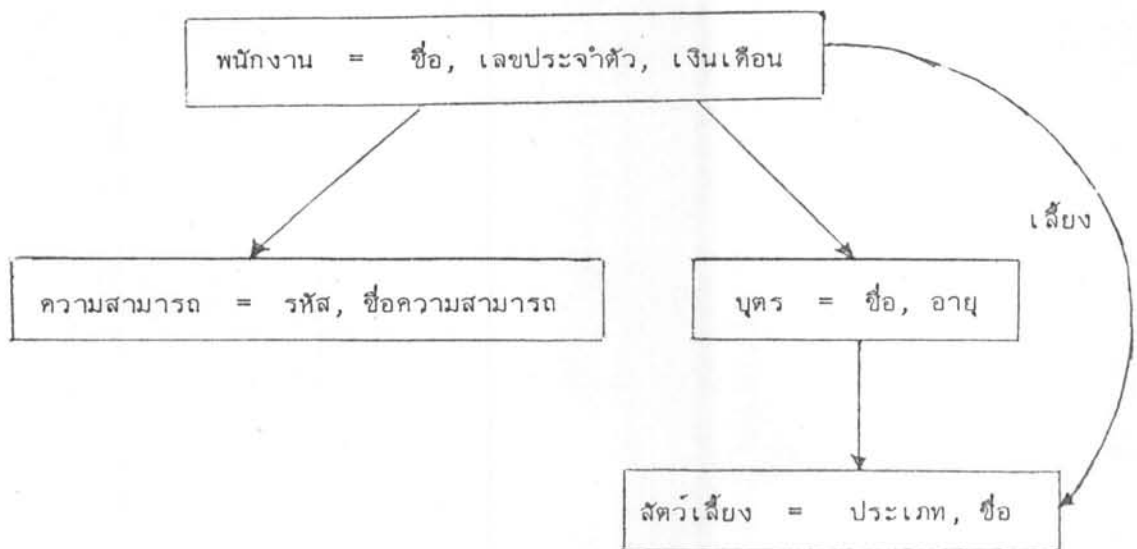 พนักงาน = ชื่อ, เลขประจำตัว, เงินเดือน
เลี้ยง
ความสามารถ = รหัส, ชื่อความสามารถ
บุตร = ชื่อ, อายุ
สัตว์เลี้ยง = ประเภท, ชื่อ